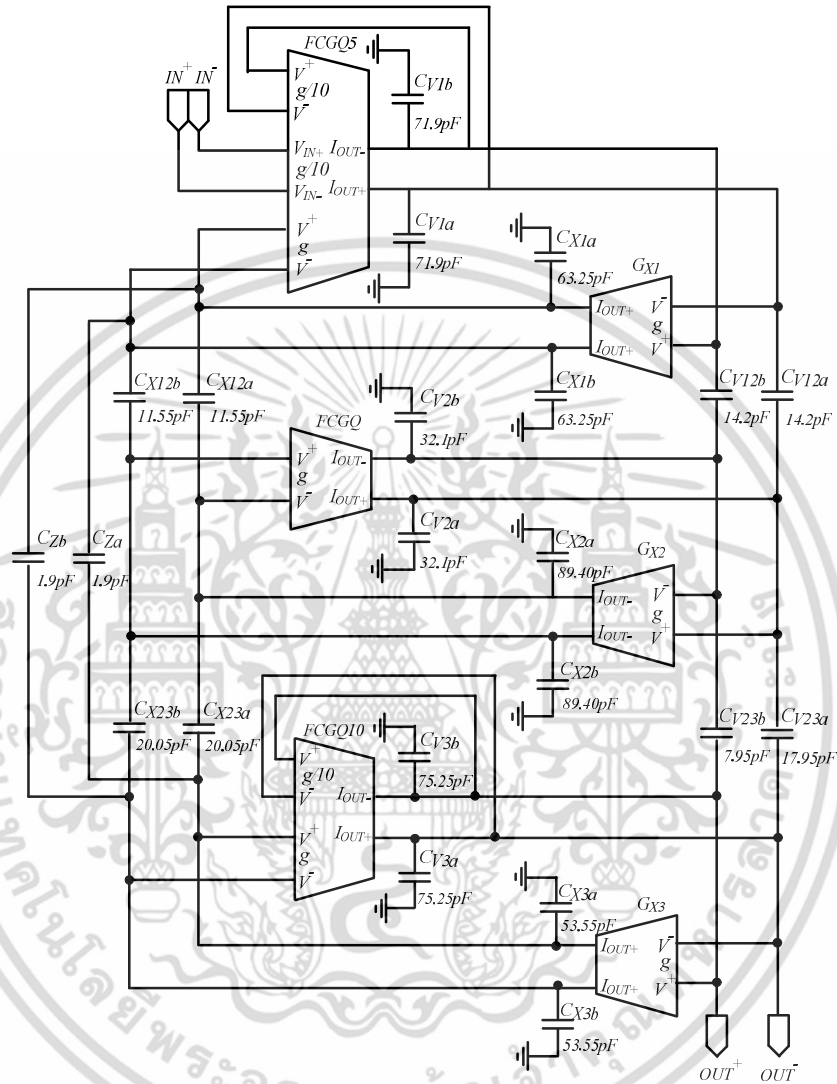 FCGQ5
IN+ IN-
V+
g/10
V-
VIN+
g/10
VIN-
V+
g
V-
IOUT-
IOUT+
CV1b
71.9pF
CV1a
71.9pF
CX1a
63.25pF
GX1
IOUT+
IOUT+
V-
g
V+
CX1b
63.25pF
CX12b
11.55pF
CX12a
11.55pF
CV12b
14.2pF
CV12a
14.2pF
FCGQ
V+
g
V-
IOUT-
IOUT+
CV2b
32.1pF
CV2a
32.1pF
CZb
1.9pF
CZa
1.9pF
CX2a
89.40pF
GX2
IOUT-
IOUT-
V-
g
V+
CX2b
89.40pF
CX23b
20.05pF
CX23a
20.05pF
CV23b
7.95pF
CV23a
17.95pF
FCGQ10
V+
g/10
V-
V+
g
V-
IOUT-
IOUT+
CV3b
75.25pF
CV3a
75.25pF
CX3a
53.55pF
GX3
IOUT+
IOUT+
V-
g
V+
CX3b
53.55pF
OUT+ OUT-